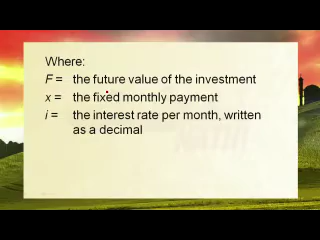 Where:
F = the future value of the investment
x = the fixed monthly payment
i = the interest rate per month, written
as a decimal